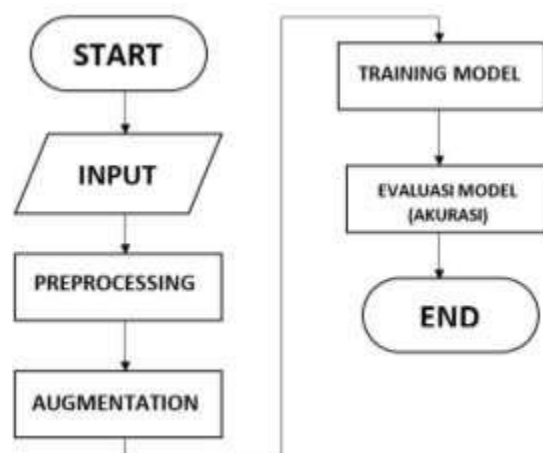 START
INPUT
PREPROCESSING
AUGMENTATION
TRAINING MODEL
EVALUASI MODEL
(AKURASI)
END